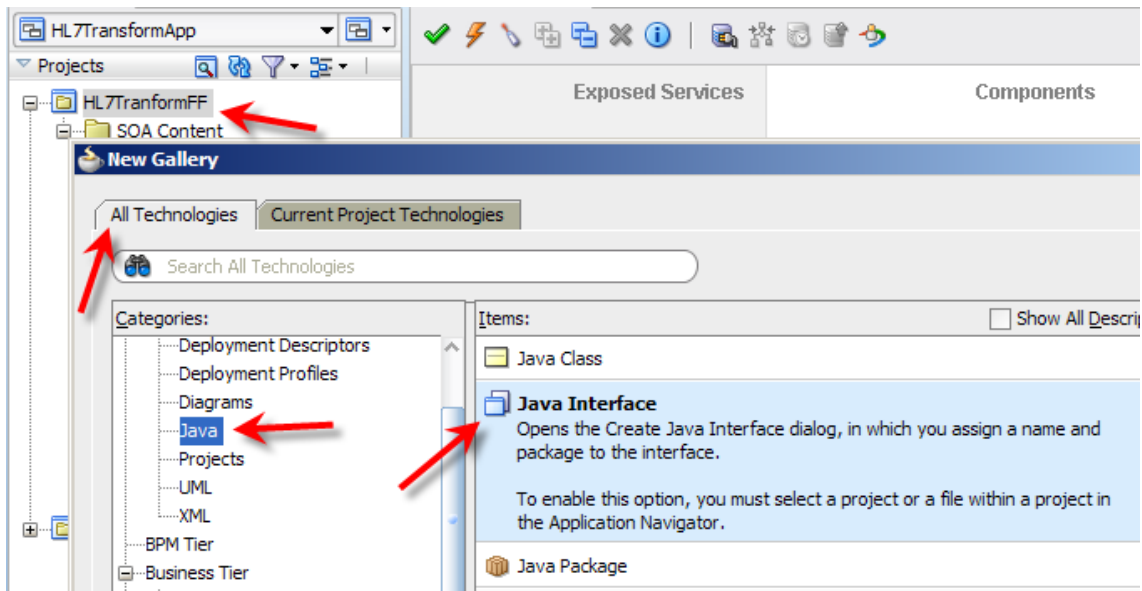 HL7TransformApp
Projects
HL7TranformFF
SOA Content
Exposed Services
Components
New Gallery
All Technologies
Current Project Technologies
Search All Technologies
Categories:
Deployment Descriptors
Deployment Profiles
Diagrams
Java
Projects
UML
XML
BPM Tier
Business Tier
Items:
Show All Descrip
Java Class
Java Interface
Opens the Create Java Interface dialog, in which you assign a name and
package to the interface.
To enable this option, you must select a project or a file within a project in
the Application Navigator.
Java Package